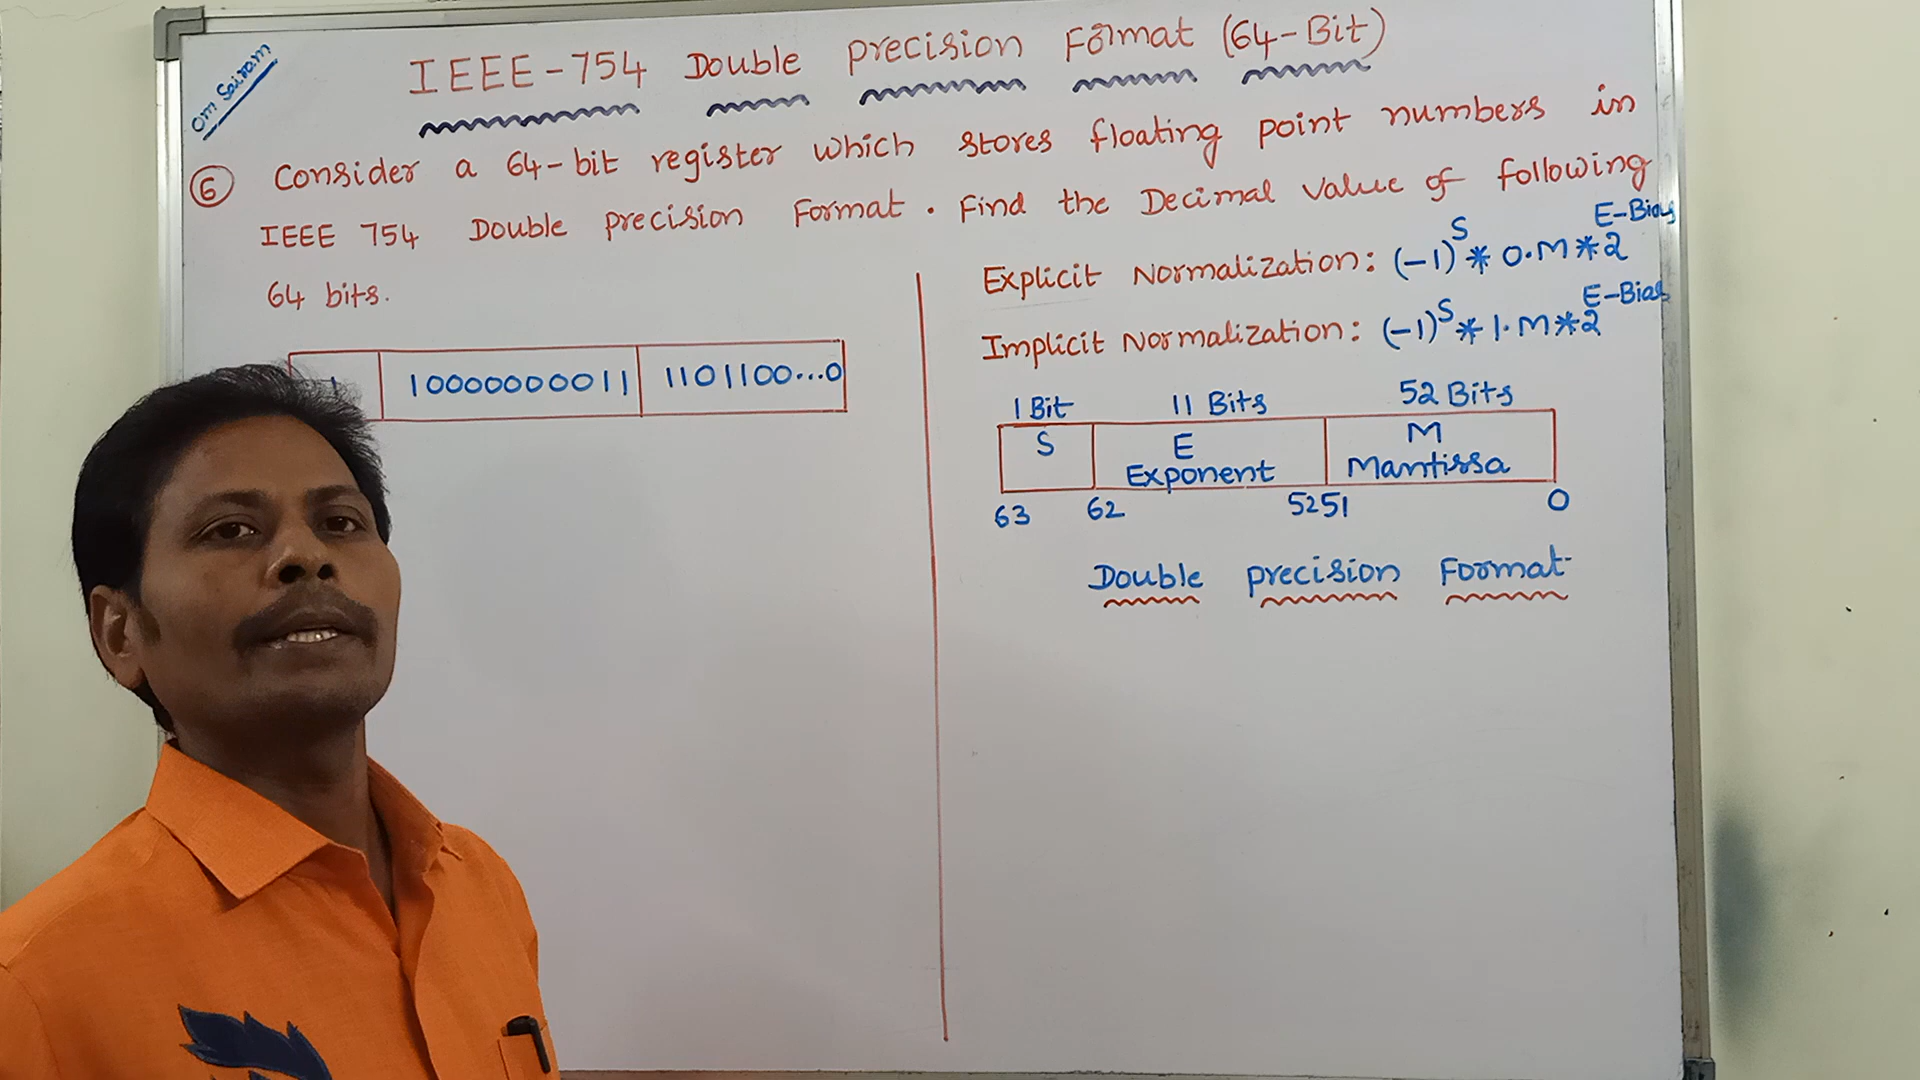 Om Sairam
IEEE-754 Double precision Format (64-Bit)
6 Consider a 64-bit register which stores floating point numbers in
IEEE 754 Double precision Format. Find the Decimal Value of following
64 bits.
1 10000000011 1101100...0
Explicit Normalization: (-1)^S * 0.M * 2^E-Bias
Implicit Normalization: (-1)^S * 1.M * 2^E-Bias
1 Bit 11 Bits 52 Bits
S E M
Exponent Mantissa
63 62 52 51 0
Double precision Format